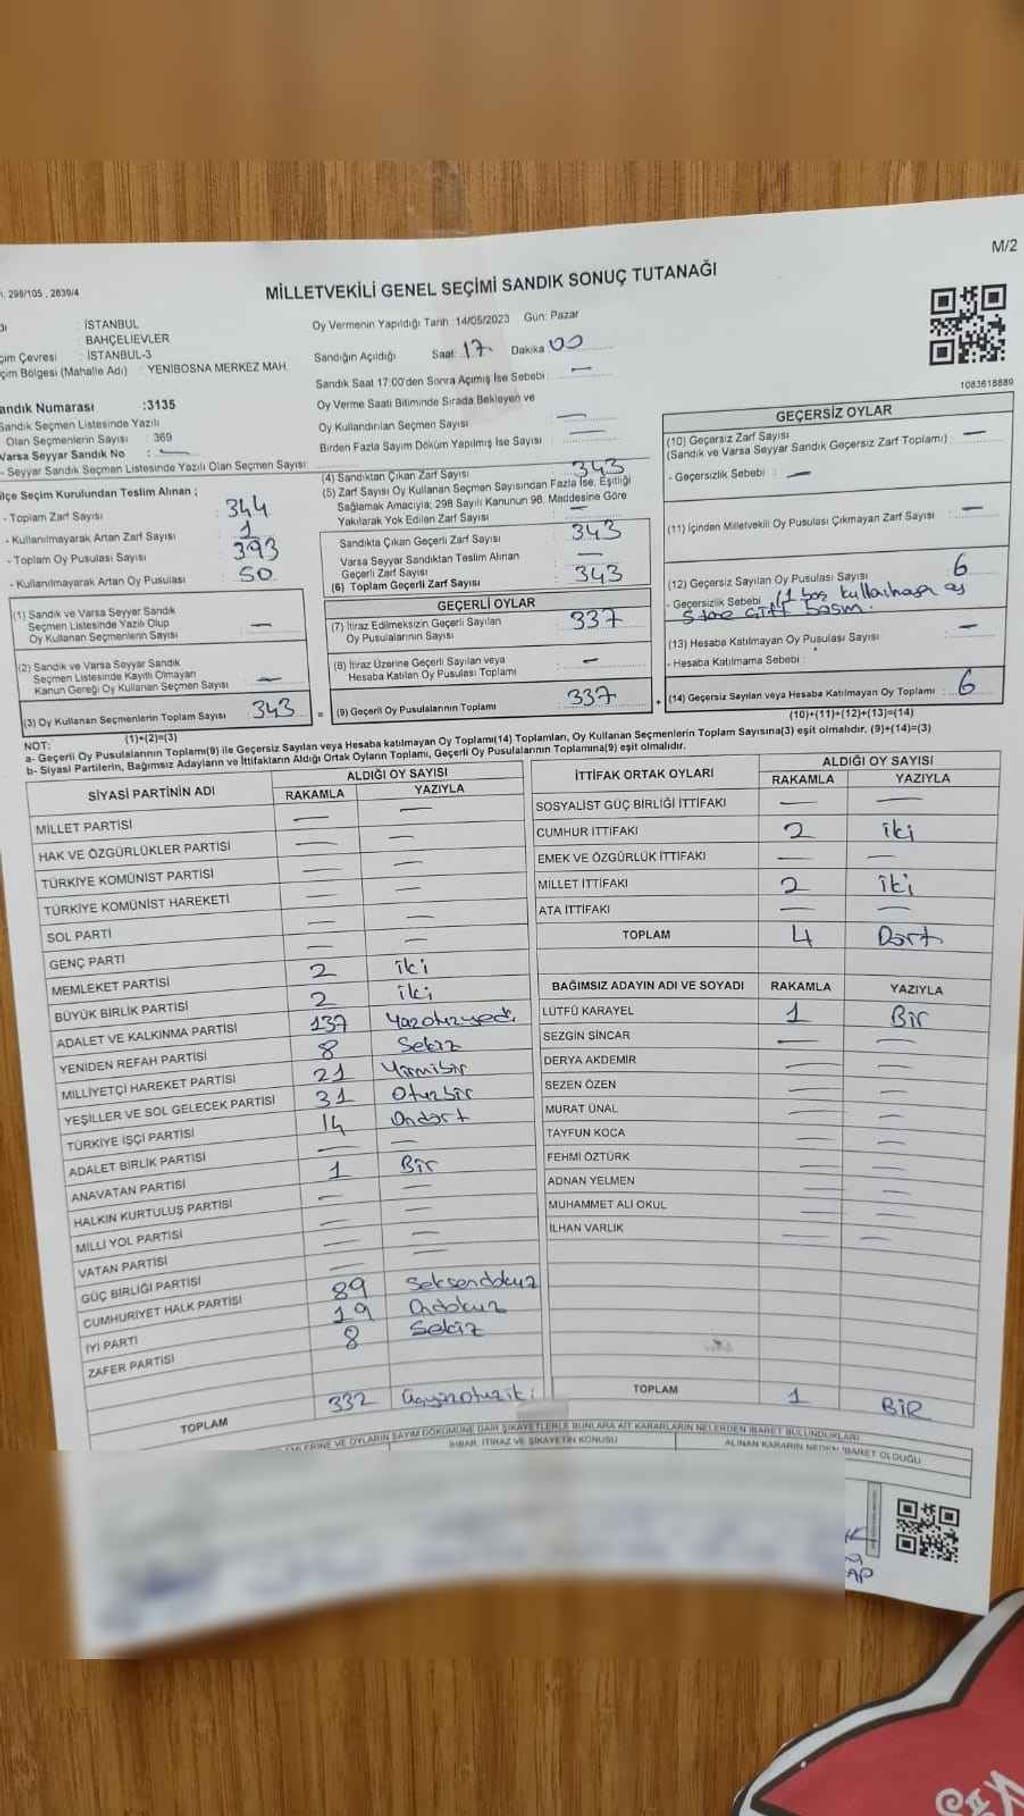 298/105 , 2839/4
MİLLETVEKİLİ GENEL SEÇİMİ SANDIK SONUÇ TUTANAĞI
M/2
İSTANBUL
BAHÇELİEVLER
çim Çevresi : İSTANBUL-3
çim Bölgesi (Mahalle Adı) : YENİBOSNA MERKEZ MAH.
andık Numarası :3135
Sandık Seçmen Listesinde Yazılı
Olan Seçmenlerin Sayısı : 369
Varsa Seyyar Sandık No : —
- Seyyar Sandık Seçmen Listesinde Yazılı Olan Seçmen Sayısı
Oy Vermenin Yapıldığı Tarih :14/05/2023 Gün: Pazar
Sandığın Açıldığı Saat: 17 Dakika 00
Sandık Saat 17:00'den Sonra Açımış İse Sebebi : —
Oy Verme Saati Bitiminde Sırada Bekleyen ve
Oy Kullandırılan Seçmen Sayısı —
Birden Fazla Sayım Döküm Yapılmış İse Sayısı —
1083618889
İlçe Seçim Kurulundan Teslim Alınan ;
- Toplam Zarf Sayısı : 344
- Kullanılmayarak Artan Zarf Sayısı : 1
- Toplam Oy Pusulası Sayısı : 393
- Kullanılmayarak Artan Oy Pusulası : 50
(4) Sandıktan Çıkan Zarf Sayısı 343
(5) Zarf Sayısı Oy Kullanan Seçmen Sayısından Fazla İse, Eşitliği
Sağlamak Amacıyla; 298 Sayılı Kanunun 98. Maddesine Göre
Yakılarak Yok Edilen Zarf Sayısı —
Sandıkta Çıkan Geçerli Zarf Sayısı 343
Varsa Seyyar Sandıktan Teslim Alınan
Geçerli Zarf Sayısı —
(6) Toplam Geçerli Zarf Sayısı 343
GEÇERSİZ OYLAR
(10) Geçersiz Zarf Sayısı
(Sandık ve Varsa Seyyar Sandık Geçersiz Zarf Toplamı) : —
- Geçersizlik Sebebi : —
(11) İçinden Milletvekili Oy Pusulası Çıkmayan Zarf Sayısı —
(12) Geçersiz Sayılan Oy Pusulası Sayısı 6
- Geçersizlik Sebebi (1 boş
(13) Hesaba Katılmayan Oy Pusulası Sayısı —
- Hesaba Katılmama Sebebi :
(14) Geçersiz Sayılan veya Hesaba Katılmayan Oy Toplamı : 6
(10)+(11)+(12)+(13)=(14)
(1) Sandık ve Varsa Seyyar Sandık
Seçmen Listesinde Yazılı Olup
Oy Kullanan Seçmenlerin Sayısı —
(2) Sandık ve Varsa Seyyar Sandık
Seçmen Listesinde Kayıtlı Olmayan
Kanun Gereği Oy Kullanan Seçmen Sayısı —
(3) Oy Kullanan Seçmenlerin Toplam Sayısı 343
(1)+(2)=(3)
GEÇERLİ OYLAR
(7) İtiraz Edilmeksizin Geçerli Sayılan
Oy Pusulalarının Sayısı 337
(8) İtiraz Üzerine Geçerli Sayılan veya
Hesaba Katılan Oy Pusulası Toplamı —
= (9) Geçerli Oy Pusulalarının Toplamı 337 +
NOT:
a- Geçerli Oy Pusulalarının Toplamı(9) ile Geçersiz Sayılan veya Hesaba katılmayan Oy Toplamı(14) Toplamları, Oy Kullanan Seçmenlerin Toplam Sayısına(3) eşit olmalıdır. (9)+(14)=(3)
b- Siyasi Partilerin, Bağımsız Adayların ve İttifakların Aldığı Ortak Oyların Toplamı, Geçerli Oy Pusulalarının Toplamına(9) eşit olmalıdır.
SİYASİ PARTİNİN ADI ALDIĞI OY SAYISI
RAKAMLA YAZIYLA
MİLLET PARTİSİ — —
HAK VE ÖZGÜRLÜKLER PARTİSİ — —
TÜRKİYE KOMÜNİST PARTİSİ — —
TÜRKİYE KOMÜNİST HAREKETİ — —
SOL PARTİ — —
GENÇ PARTİ — —
MEMLEKET PARTİSİ 2 iki
BÜYÜK BİRLİK PARTİSİ 2 iki
ADALET VE KALKINMA PARTİSİ 137
YENİDEN REFAH PARTİSİ 8 Sekiz
MİLLİYETÇİ HAREKET PARTİSİ 21 Yirmibir
YEŞİLLER VE SOL GELECEK PARTİSİ 31 Otuzbir
TÜRKİYE İŞÇİ PARTİSİ 14 Ondört
ADALET BİRLİK PARTİSİ — —
ANAVATAN PARTİSİ 1 Bir
HALKIN KURTULUŞ PARTİSİ — —
MİLLİ YOL PARTİSİ — —
VATAN PARTİSİ — —
GÜÇ BİRLİĞİ PARTİSİ — —
CUMHURİYET HALK PARTİSİ 89 Seksendokuz
İYİ PARTİ 19 Ondokuz
ZAFER PARTİSİ 8 Sekiz
TOPLAM 332
İTTİFAK ORTAK OYLARI ALDIĞI OY SAYISI
RAKAMLA YAZIYLA
SOSYALİST GÜÇ BİRLİĞİ İTTİFAKI — —
CUMHUR İTTİFAKI 2 iki
EMEK VE ÖZGÜRLÜK İTTİFAKI — —
MİLLET İTTİFAKI 2 iki
ATA İTTİFAKI — —
TOPLAM 4 Dört
BAĞIMSIZ ADAYIN ADI VE SOYADI RAKAMLA YAZIYLA
LÜTFÜ KARAYEL 1 Bir
SEZGİN SİNCAR — —
DERYA AKDEMİR — —
SEZEN ÖZEN — —
MURAT ÜNAL — —
TAYFUN KOCA — —
FEHMİ ÖZTÜRK — —
ADNAN YELMEN — —
MUHAMMET ALİ OKUL — —
İLHAN VARLIK — —
TOPLAM 1 BİR
VE OYLARIN SAYIM DÖKÜMÜNE DAİR ŞİKAYETLERLE BUNLARA AİT KARARLARIN NELERDEN İBARET BULUNDUKLARI
İHBAR, İTİRAZ VE ŞİKAYETİN KONUSU
ALINAN KARARIN NEDEN İBARET OLDUĞU
AP